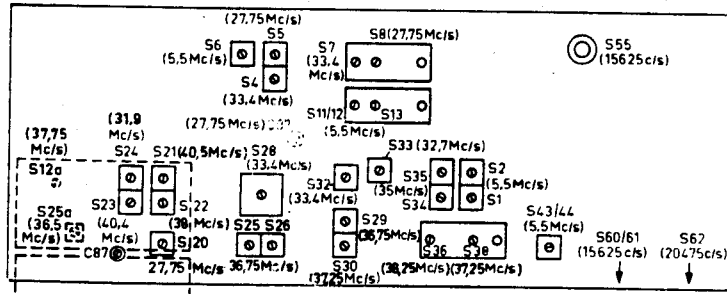 (27,75 Mc/s)
S6
(5,5Mc/s)
S5
S7
(33,4
Mc/s)
S8(27,75Mc/s)
S55
(15625c/s)
S4
(33,4Mc/s)
(31,9
Mc/s)
(27,75Mc/s)
S11/12
S13
(5,5Mc/s)
(37,75
Mc/s)
S24
S21(40,5Mc/s)
S28
(33,4Mc/s)
S33(32,7Mc/s)
S12a
S32
(33,4Mc/s)
(35Mc/s)
S35
S34
S2
(5,5Mc/s)
S1
S23
(40,4
Mc/s)
S22
(38Mc/s)
S25a
(36,5
Mc/s)
S20
S25
S26
36,75Mc/s)
S29
(36,75Mc/s)
S30
(37,25Mc/s)
S36
(38,25Mc/s)
S38
(37,25Mc/s)
S43/44
(5,5Mc/s)
S60/61
(15625c/s)
S62
(20475c/s)
C87
27,75 Mc/s